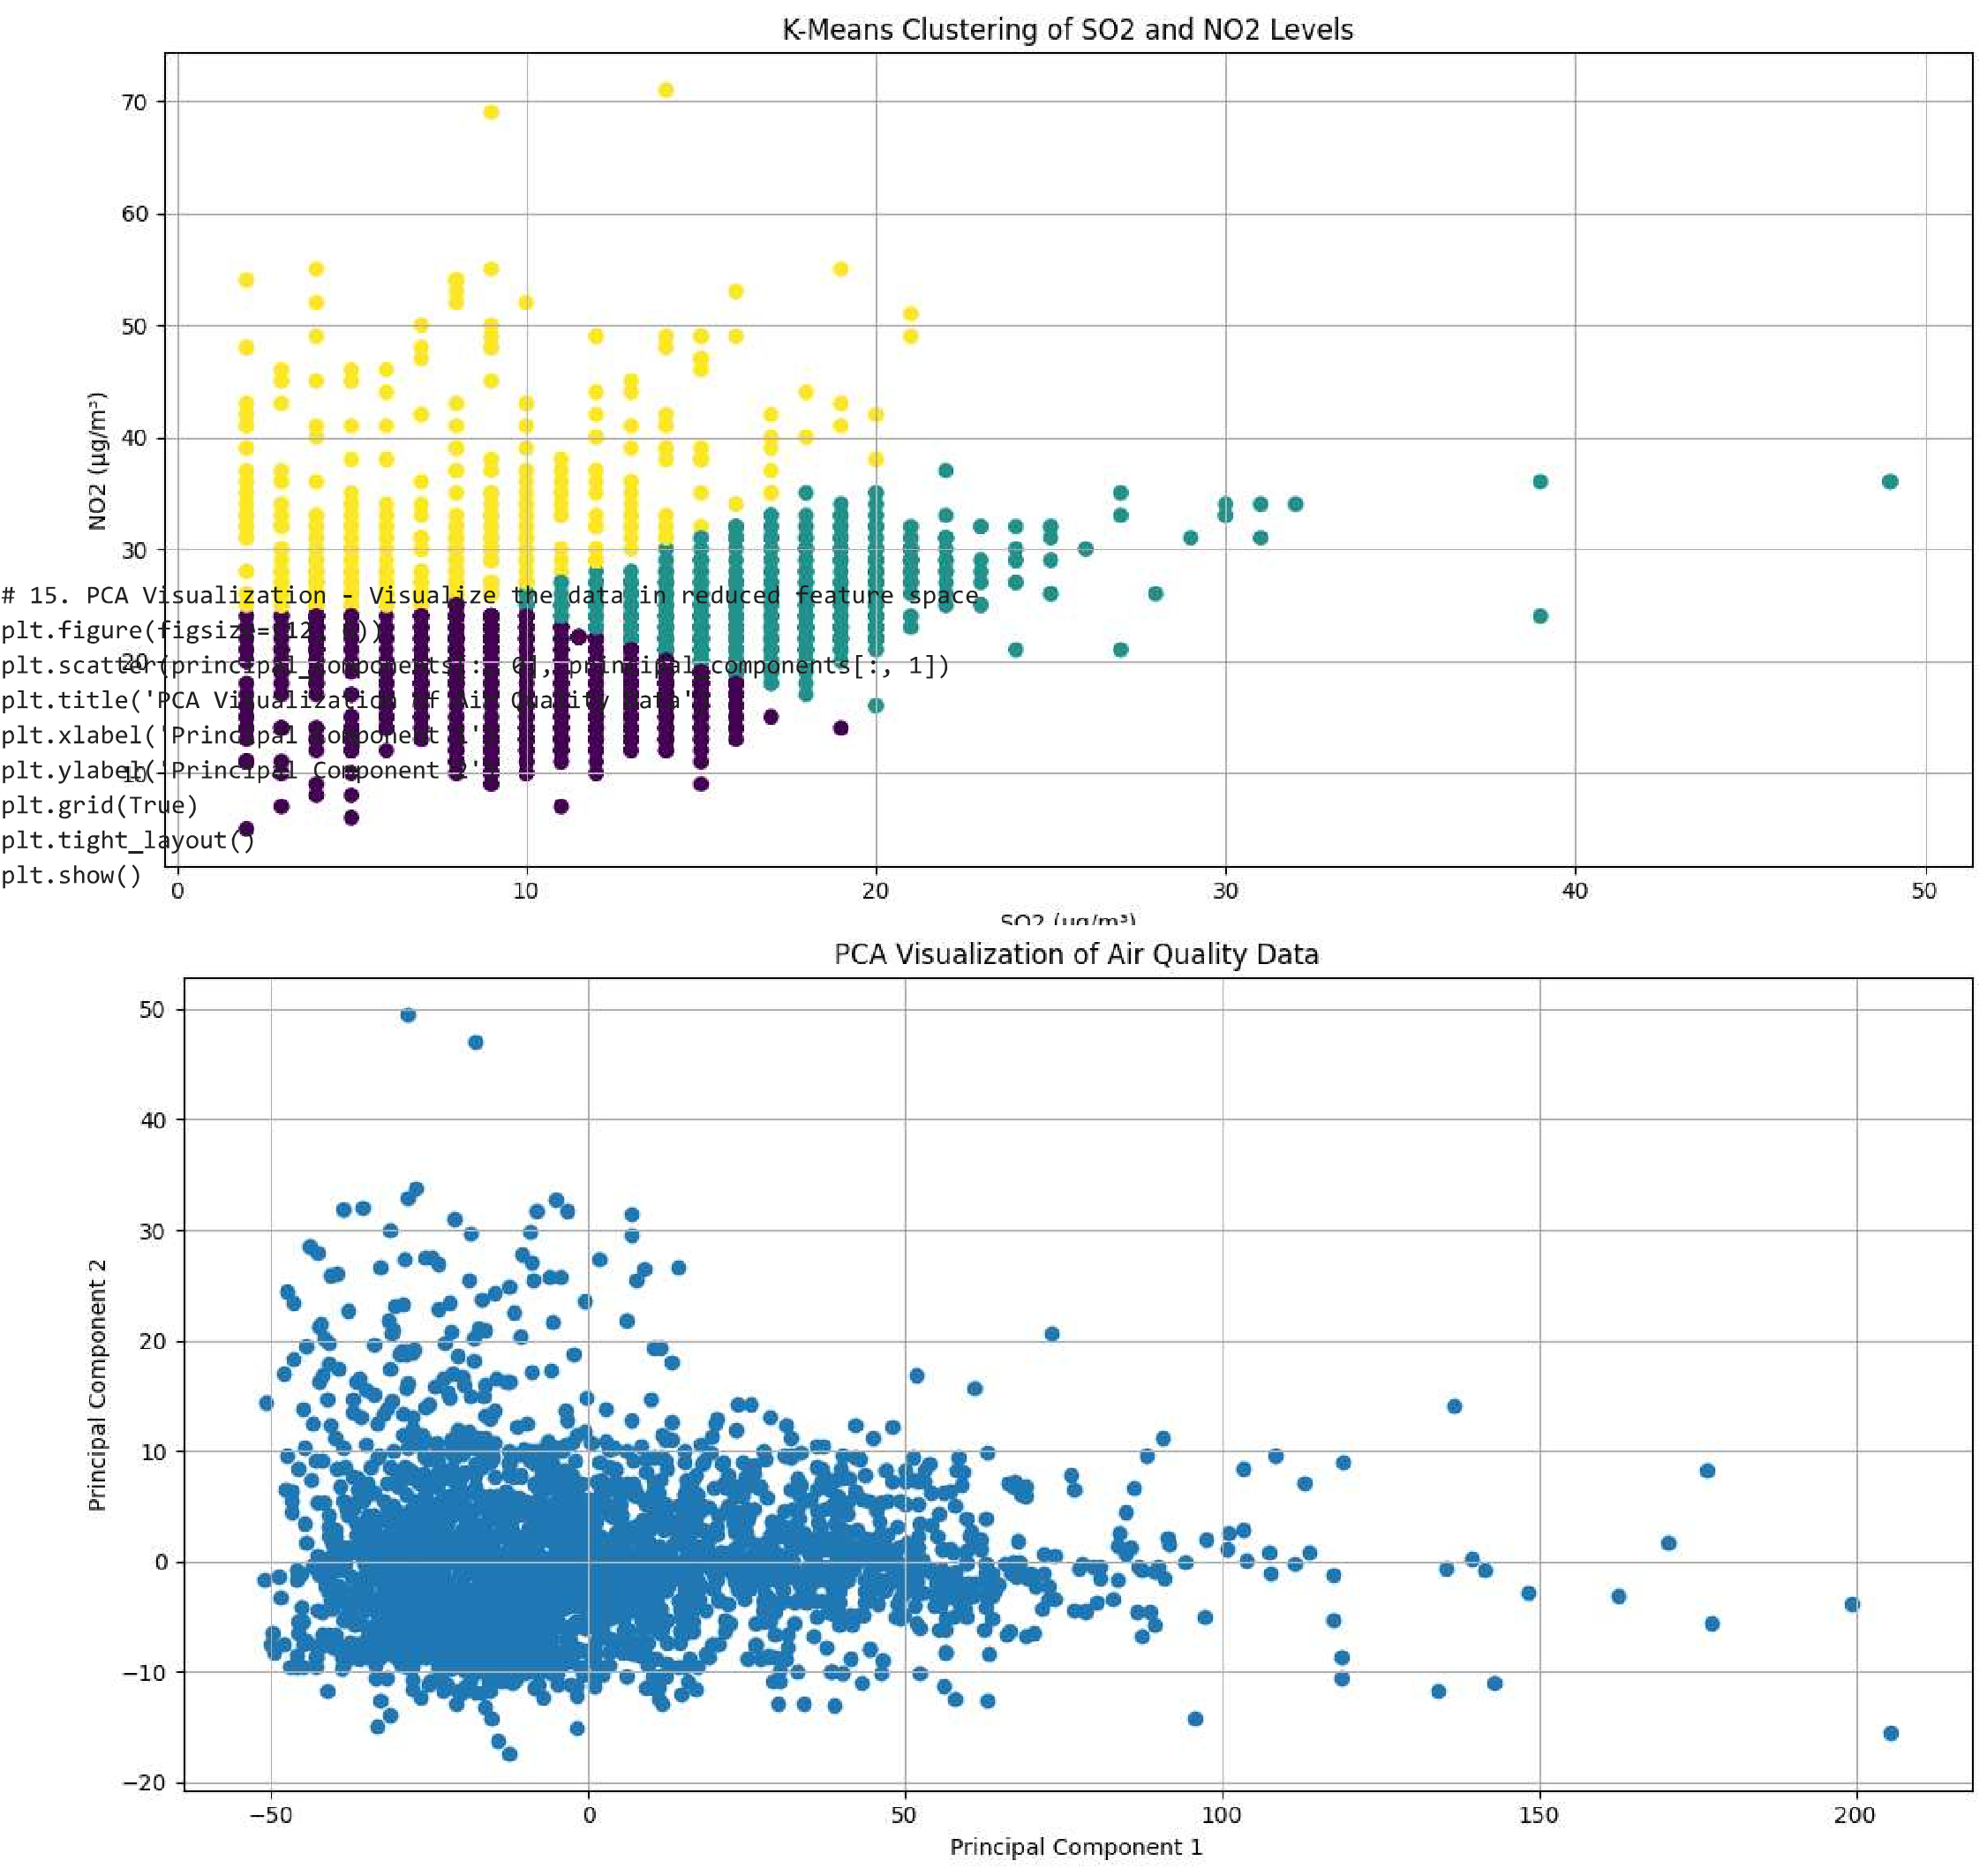 K-Means Clustering of SO2 and NO2 Levels
70
60
50
40
30
20
10
NO2 (µg/m³)
# 15. PCA Visualization - Visualize the data in reduced feature space
plt.figure(figsize=(12, 6))
plt.scatter(principal_components[:, 0], principal_components[:, 1])
plt.title('PCA Visualization of Air Quality Data')
plt.xlabel('Principal Component 1')
plt.ylabel('Principal Component 2')
plt.grid(True)
plt.tight_layout()
plt.show()
0 10 20 30 40 50
SO2 (µg/m³)
PCA Visualization of Air Quality Data
50
40
30
20
10
0
−10
−20
Principal Component 2
−50 0 50 100 150 200
Principal Component 1